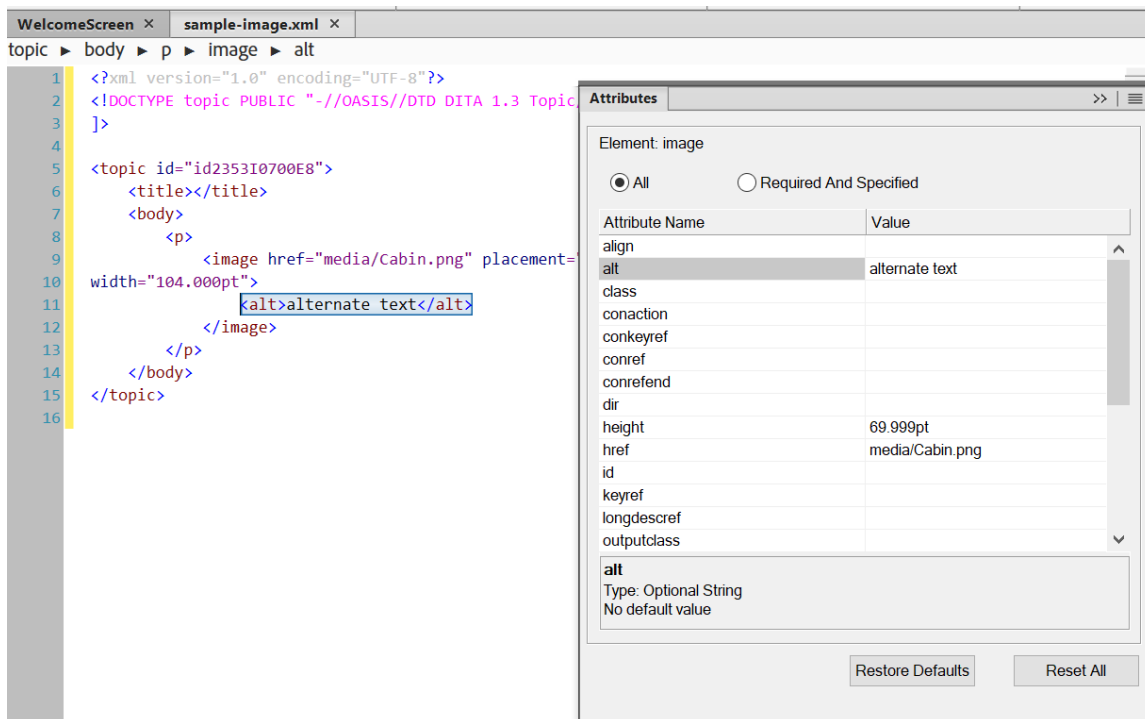 WelcomeScreen ×
sample-image.xml ×
topic ► body ► p ► image ► alt
1 <?xml version="1.0" encoding="UTF-8"?>
2 <!DOCTYPE topic PUBLIC "-//OASIS//DTD DITA 1.3 Topic/
3 ]>
4
5 <topic id="id2353I0700E8">
6 <title></title>
7 <body>
8 <p>
9 <image href="media/Cabin.png" placement="
10 width="104.000pt">
11 <alt>alternate text</alt>
12 </image>
13 </p>
14 </body>
15 </topic>
16
Attributes
Element: image
All
Required And Specified
Attribute Name Value
align
alt alternate text
class
conaction
conkeyref
conref
conrefend
dir
height 69.999pt
href media/Cabin.png
id
keyref
longdescref
outputclass
alt
Type: Optional String
No default value
Restore Defaults
Reset All